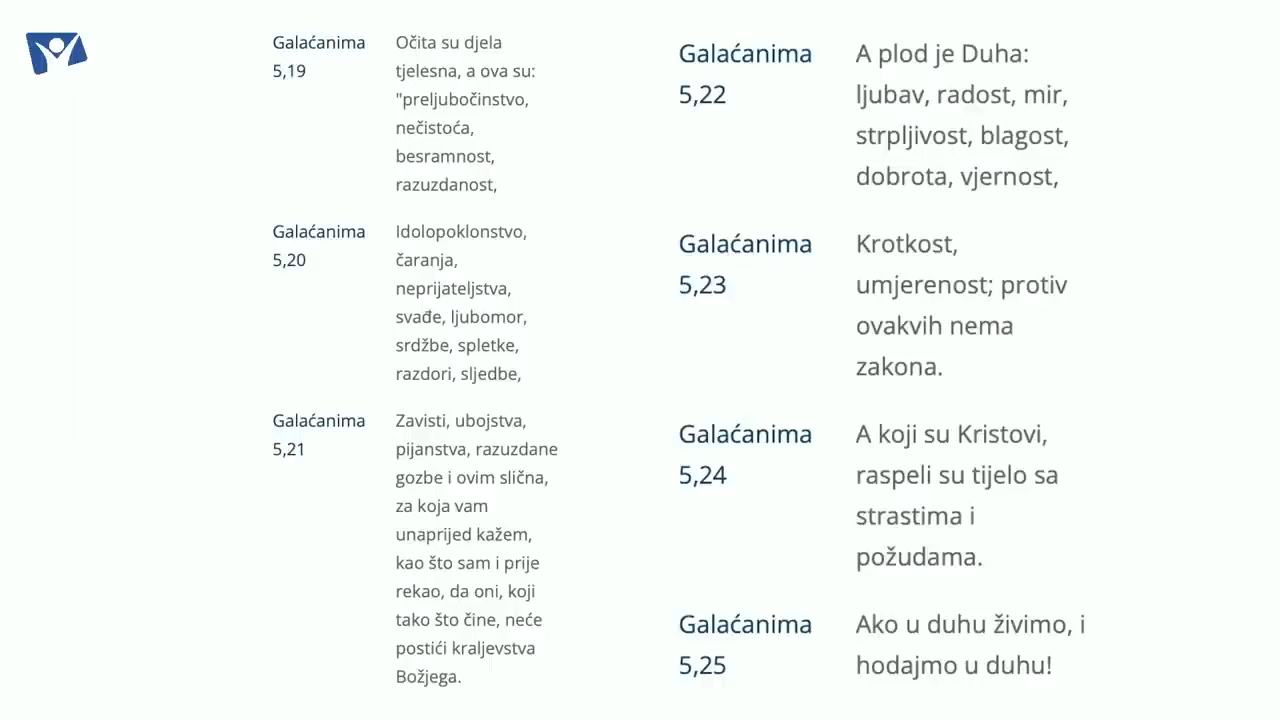 Galaćanima
5,19
Očita su djela
tjelesna, a ova su:
"preljubočinstvo,
nečistoća,
besramnost,
razuzdanost,
Galaćanima
5,20
Idolopoklonstvo,
čaranja,
neprijateljstva,
svađe, ljubomor,
srdžbe, spletke,
razdori, sljedbe,
Galaćanima
5,21
Zavisti, ubojstva,
pijanstva, razuzdane
gozbe i ovim slična,
za koja vam
unaprijed kažem,
kao što sam i prije
rekao, da oni, koji
tako što čine, neće
postići kraljevstva
Božjega.
Galaćanima
5,22
A plod je Duha:
ljubav, radost, mir,
strpljivost, blagost,
dobrota, vjernost,
Galaćanima
5,23
Krotkost,
umjerenost; protiv
ovakvih nema
zakona.
Galaćanima
5,24
A koji su Kristovi,
raspeli su tijelo sa
strastima i
požudama.
Galaćanima
5,25
Ako u duhu živimo, i
hodajmo u duhu!